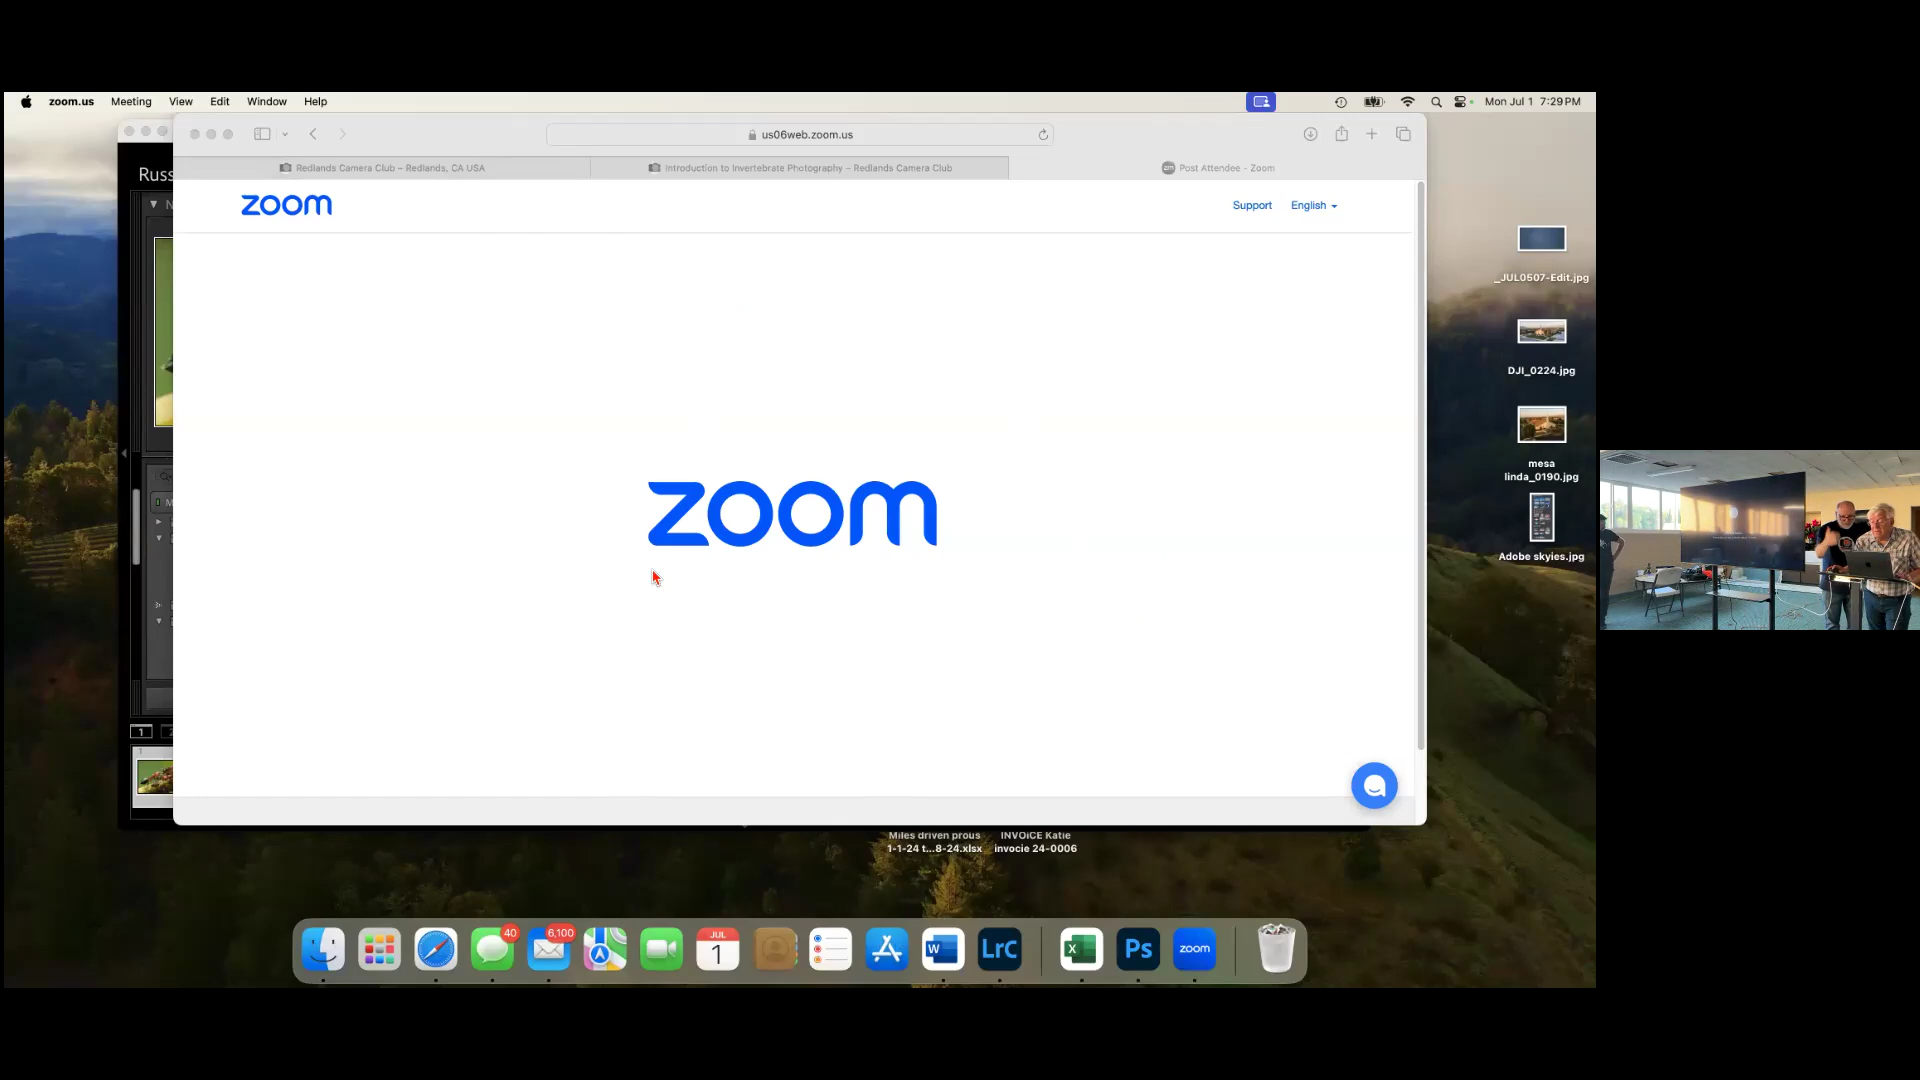 zoom.us Meeting View Edit Window Help
Mon Jul 1 7:29 PM
us06web.zoom.us
Redlands Camera Club – Redlands, CA USA
Introduction to Invertebrate Photography – Redlands Camera Club
Post Attendee - Zoom
Russ
N
zoom
Support English
_JUL0507-Edit.jpg
DJI_0224.jpg
mesa
linda_0190.jpg
zoom
Adobe skyies.jpg
M
1 2
1
Miles driven prous
1-1-24 t...8-24.xlsx
INVOiCE Katie
invocie 24-0006
40
6,100
JUL
1
W
LrC
X
Ps
zoom